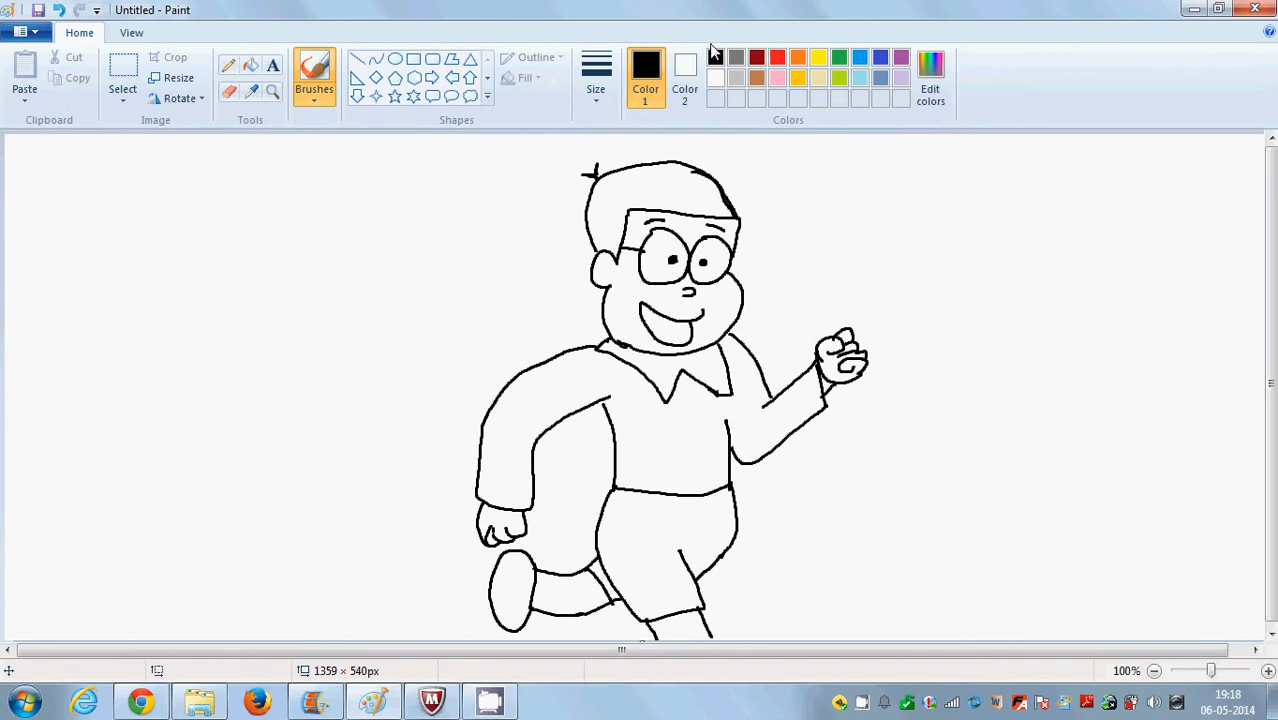 Untitled - Paint
Home View
Paste
Cut
Copy
Clipboard
Select
Crop
Resize
Rotate
Image
A
Tools
Brushes
Shapes
Outline
Fill
Size
Color 1
Color 2
Colors
Edit colors
1359 × 540px
100%
19:18
06-05-2014